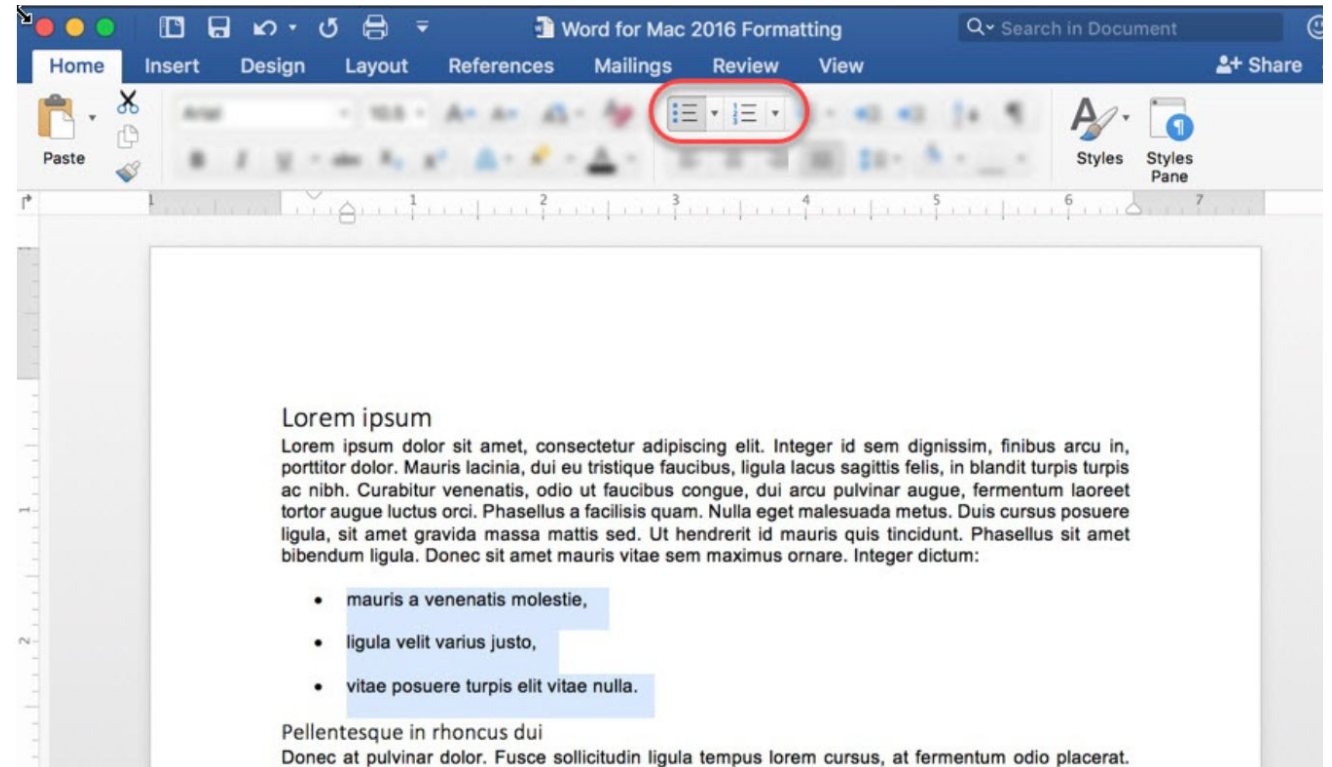 Word for Mac 2016 Formatting
Search in Document
Home Insert Design Layout References Mailings Review View
Share
Paste
Styles
Styles Pane
1 1 2 3 4 5 6 7
Lorem ipsum
Lorem ipsum dolor sit amet, consectetur adipiscing elit. Integer id sem dignissim, finibus arcu in,
porttitor dolor. Mauris lacinia, dui eu tristique faucibus, ligula lacus sagittis felis, in blandit turpis turpis
ac nibh. Curabitur venenatis, odio ut faucibus congue, dui arcu pulvinar augue, fermentum laoreet
tortor augue luctus orci. Phasellus a facilisis quam. Nulla eget malesuada metus. Duis cursus posuere
ligula, sit amet gravida massa mattis sed. Ut hendrerit id mauris quis tincidunt. Phasellus sit amet
bibendum ligula. Donec sit amet mauris vitae sem maximus ornare. Integer dictum:
• mauris a venenatis molestie,
• ligula velit varius justo,
• vitae posuere turpis elit vitae nulla.
Pellentesque in rhoncus dui
Donec at pulvinar dolor. Fusce sollicitudin ligula tempus lorem cursus, at fermentum odio placerat.
1
2